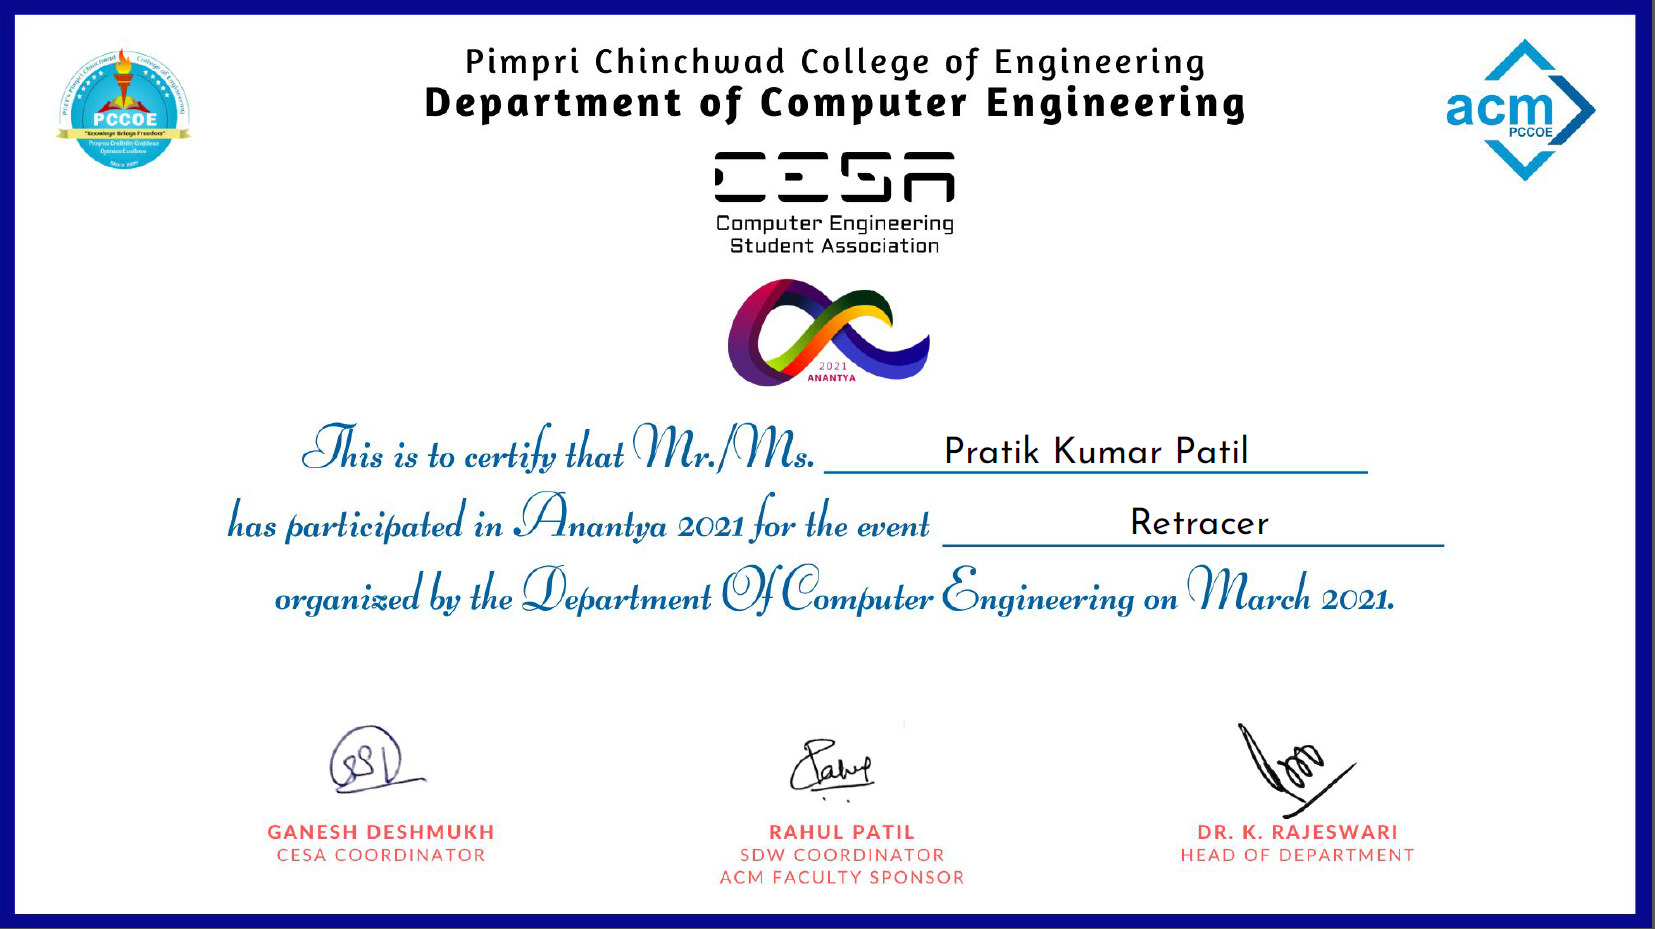 Pimpri Chinchwad College of Engineering
Department of Computer Engineering
PCCOE
"Knowledge Brings Freedom"
acm
PCCOE
CESA
Computer Engineering
Student Association
2021
ANANTYA
This is to certify that Mr./Ms. Pratik Kumar Patil
has participated in Anantya 2021 for the event Retracer
organized by the Department Of Computer Engineering on March 2021.
GANESH DESHMUKH
CESA COORDINATOR
RAHUL PATIL
SDW COORDINATOR
ACM FACULTY SPONSOR
DR. K. RAJESWARI
HEAD OF DEPARTMENT